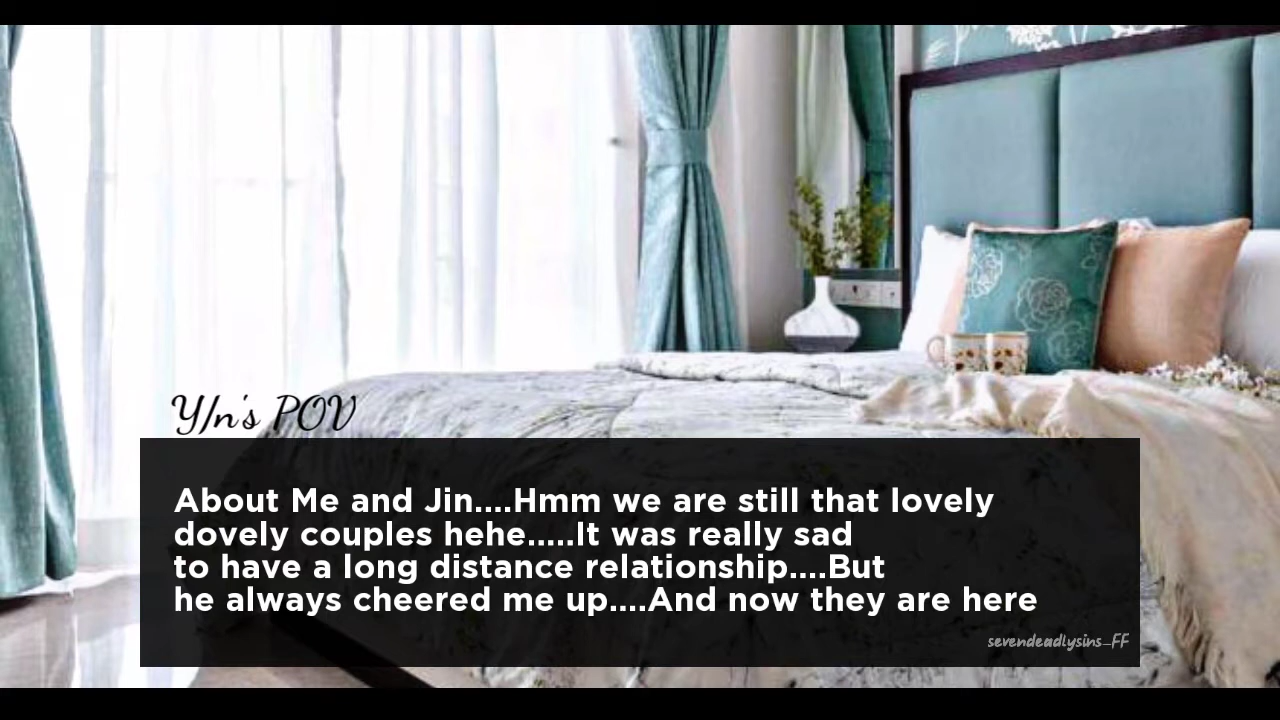 Y/n's POV
About Me and Jin....Hmm we are still that lovely
dovely couples hehe.....It was really sad
to have a long distance relationship....But
he always cheered me up....And now they are here
sevendeadlysins_FF